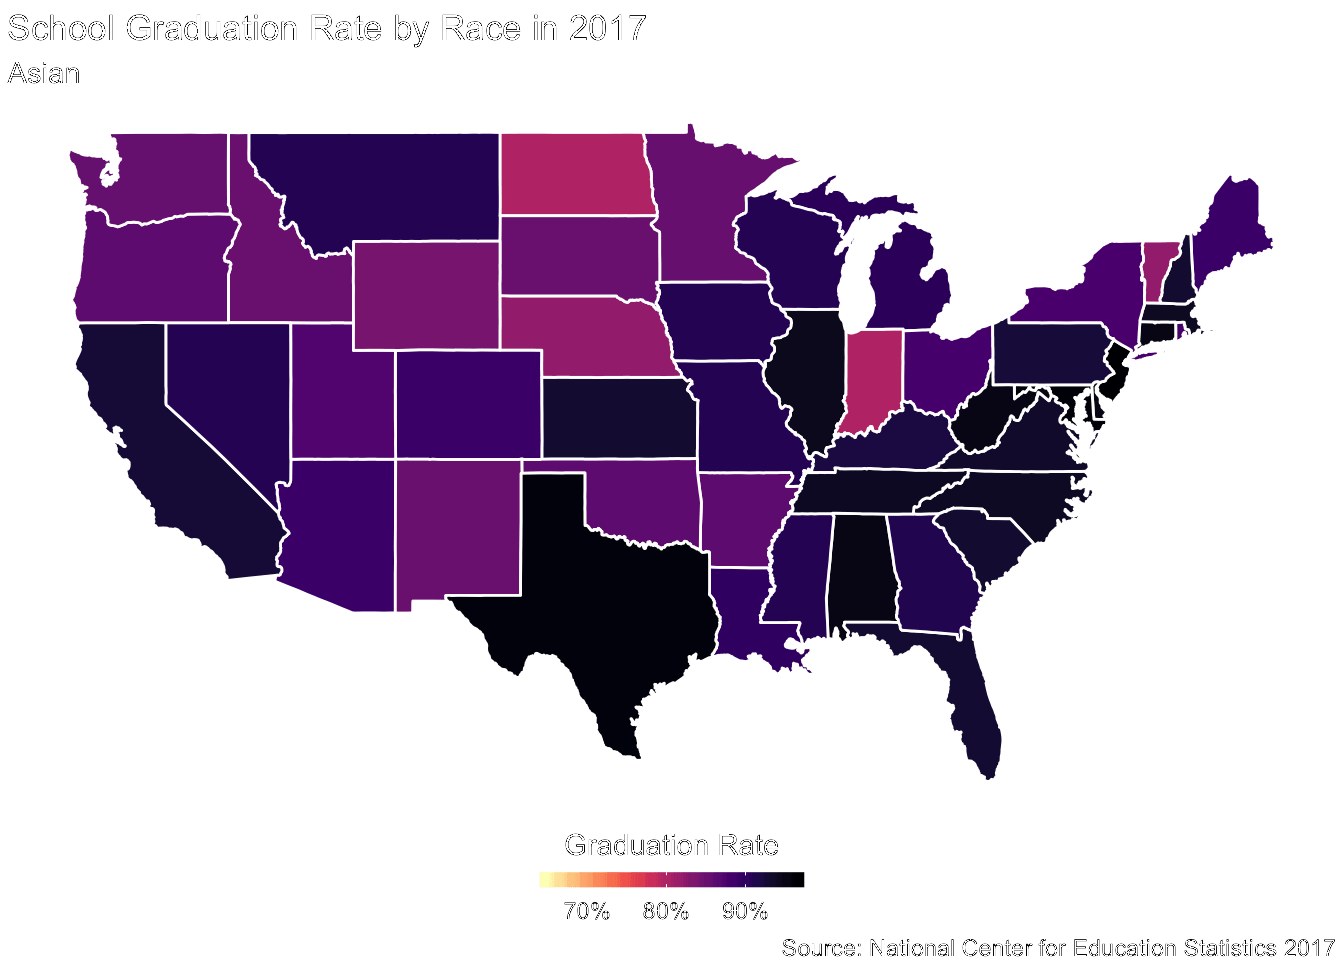 School Graduation Rate by Race in 2017
Asian
Graduation Rate
70% 80% 90%
Source: National Center for Education Statistics 2017